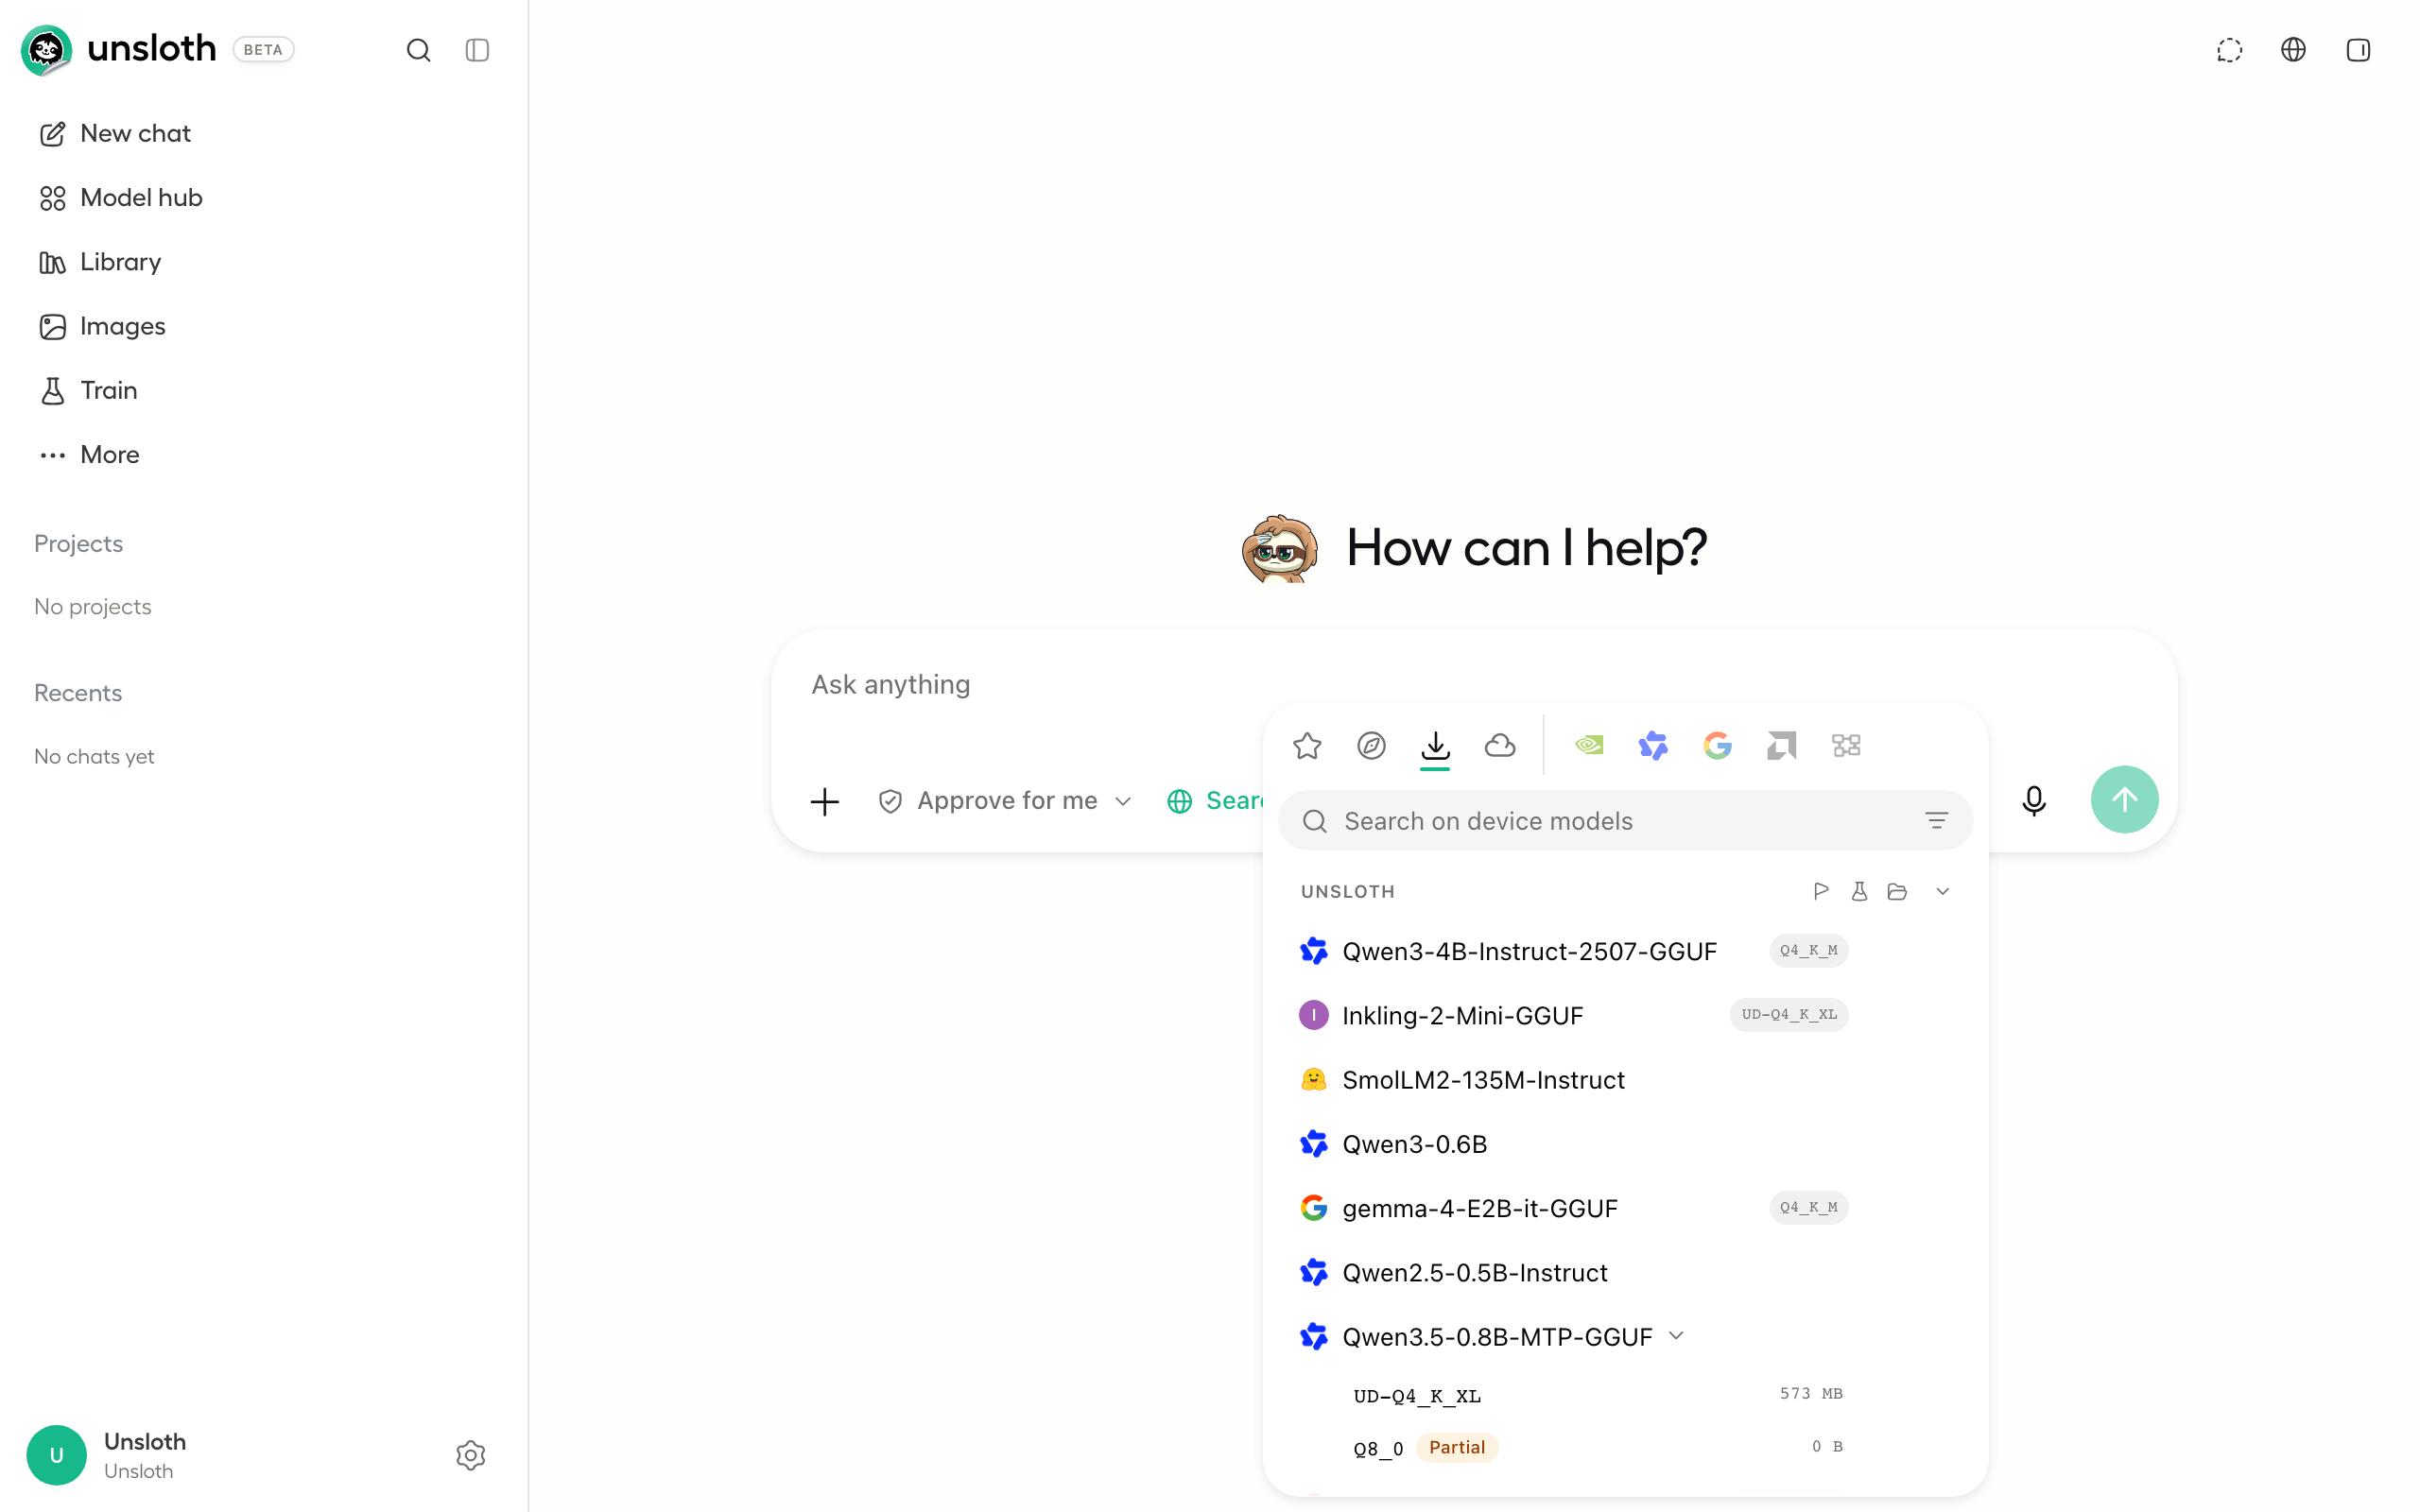 unsloth BETA
New chat
Model hub
Library
Images
Train
More
Projects
No projects
Recents
No chats yet
U
Unsloth
Unsloth
How can I help?
Ask anything
Approve for me
Sear
Search on device models
UNSLOTH
Qwen3-4B-Instruct-2507-GGUF Q4_K_M
I Inkling-2-Mini-GGUF UD-Q4_K_XL
SmolLM2-135M-Instruct
Qwen3-0.6B
gemma-4-E2B-it-GGUF Q4_K_M
Qwen2.5-0.5B-Instruct
Qwen3.5-0.8B-MTP-GGUF
UD-Q4_K_XL 573 MB
Q8_0 Partial 0 B